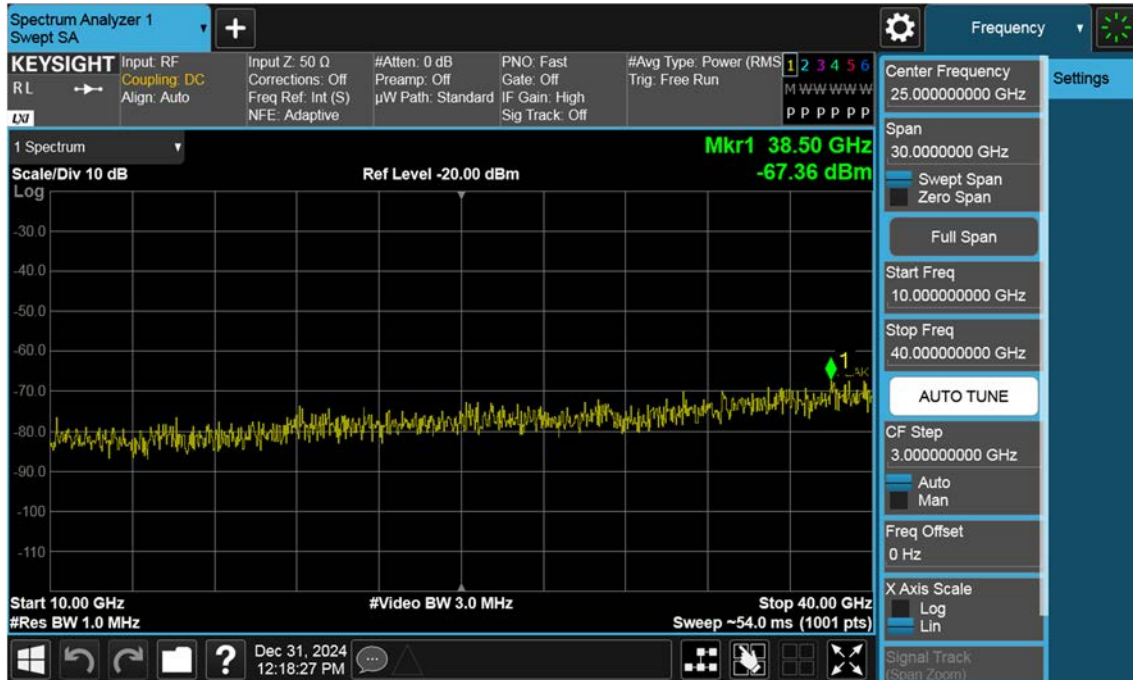 Spectrum Analyzer 1
Swept SA
Frequency
KEYSIGHT
R L
LXI
Input: RF
Coupling: DC
Align: Auto
Input Z: 50 Ω
Corrections: Off
Freq Ref: Int (S)
NFE: Adaptive
#Atten: 0 dB
Preamp: Off
µW Path: Standard
PNO: Fast
Gate: Off
IF Gain: High
Sig Track: Off
#Avg Type: Power (RMS
Trig: Free Run
1 2 3 4 5 6
M W W W W W
P P P P P P
1 Spectrum
Mkr1 38.50 GHz
-67.36 dBm
Scale/Div 10 dB
Ref Level -20.00 dBm
Log
-30.0
-40.0
-50.0
-60.0
-70.0
-80.0
-90.0
-100
-110
1
Start 10.00 GHz
#Video BW 3.0 MHz
Stop 40.00 GHz
#Res BW 1.0 MHz
Sweep ~54.0 ms (1001 pts)
Center Frequency
25.000000000 GHz
Span
30.0000000 GHz
Swept Span
Zero Span
Full Span
Start Freq
10.000000000 GHz
Stop Freq
40.000000000 GHz
AUTO TUNE
CF Step
3.000000000 GHz
Auto
Man
Freq Offset
0 Hz
X Axis Scale
Log
Lin
Signal Track
(Span Zoom)
Settings
?
Dec 31, 2024
12:18:27 PM